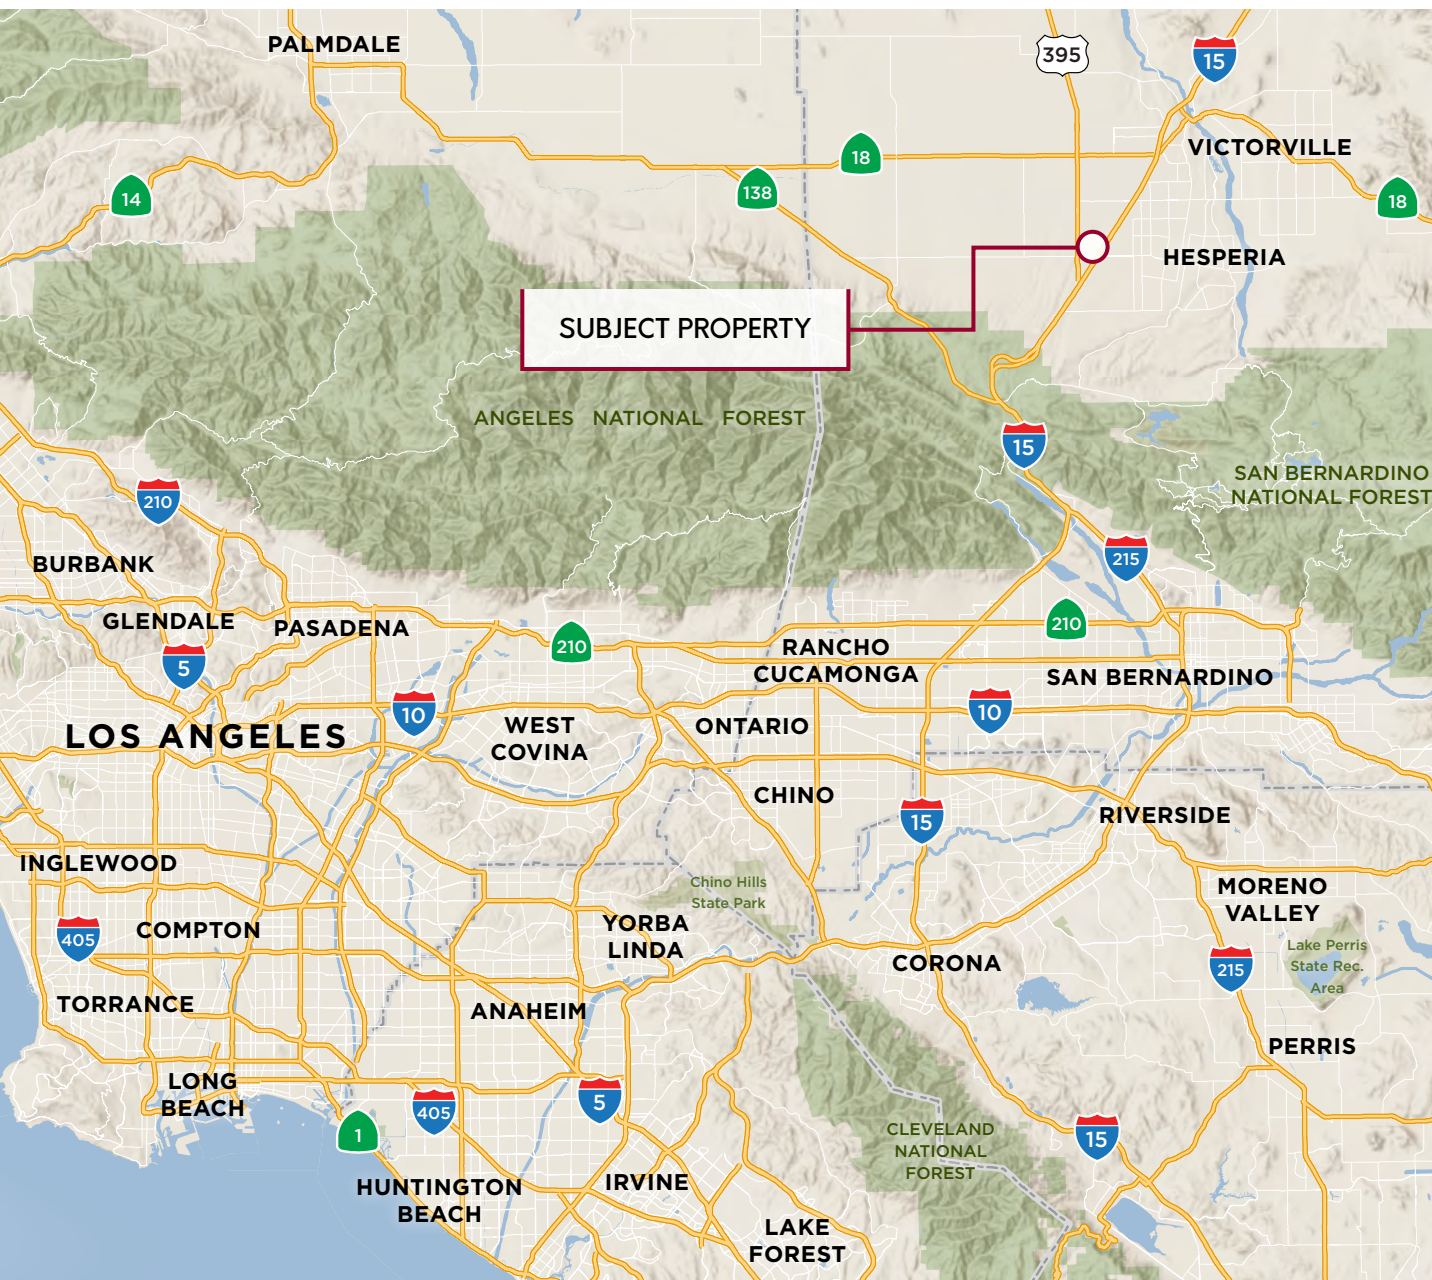 PALMDALE
395
15
VICTORVILLE
18
138
14
18
HESPERIA
SUBJECT PROPERTY
ANGELES NATIONAL FOREST
15
SAN BERNARDINO
NATIONAL FOREST
210
BURBANK
215
GLENDALE
PASADENA
210
210
RANCHO
CUCAMONGA
5
SAN BERNARDINO
10
10
LOS ANGELES
WEST
COVINA
ONTARIO
CHINO
15
RIVERSIDE
INGLEWOOD
Chino Hills
State Park
MORENO
VALLEY
405
COMPTON
YORBA
LINDA
CORONA
215
Lake Perris
State Rec.
Area
TORRANCE
ANAHEIM
PERRIS
LONG
BEACH
405
5
1
15
CLEVELAND
NATIONAL
FOREST
HUNTINGTON
BEACH
IRVINE
LAKE
FOREST